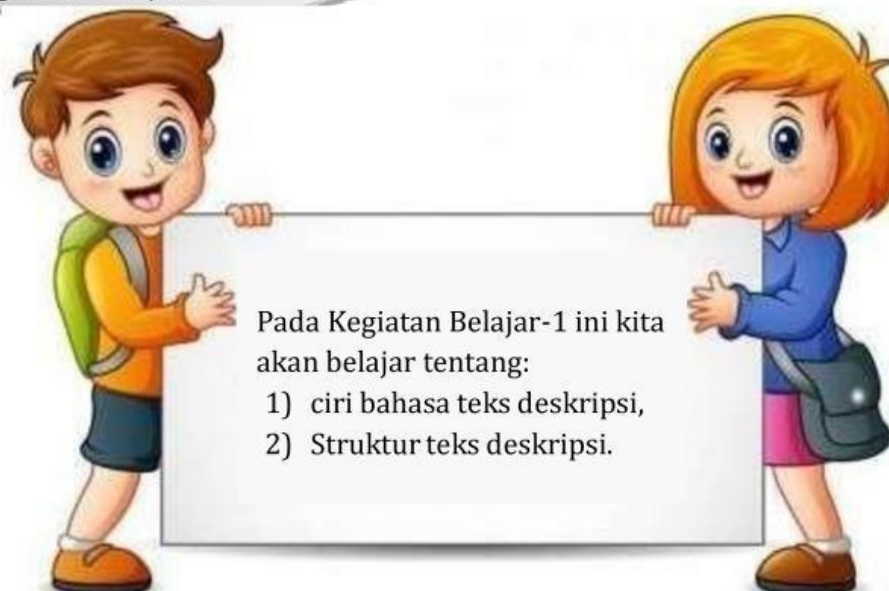 Pada Kegiatan Belajar-1 ini kita
akan belajar tentang:
1) ciri bahasa teks deskripsi,
2) Struktur teks deskripsi.